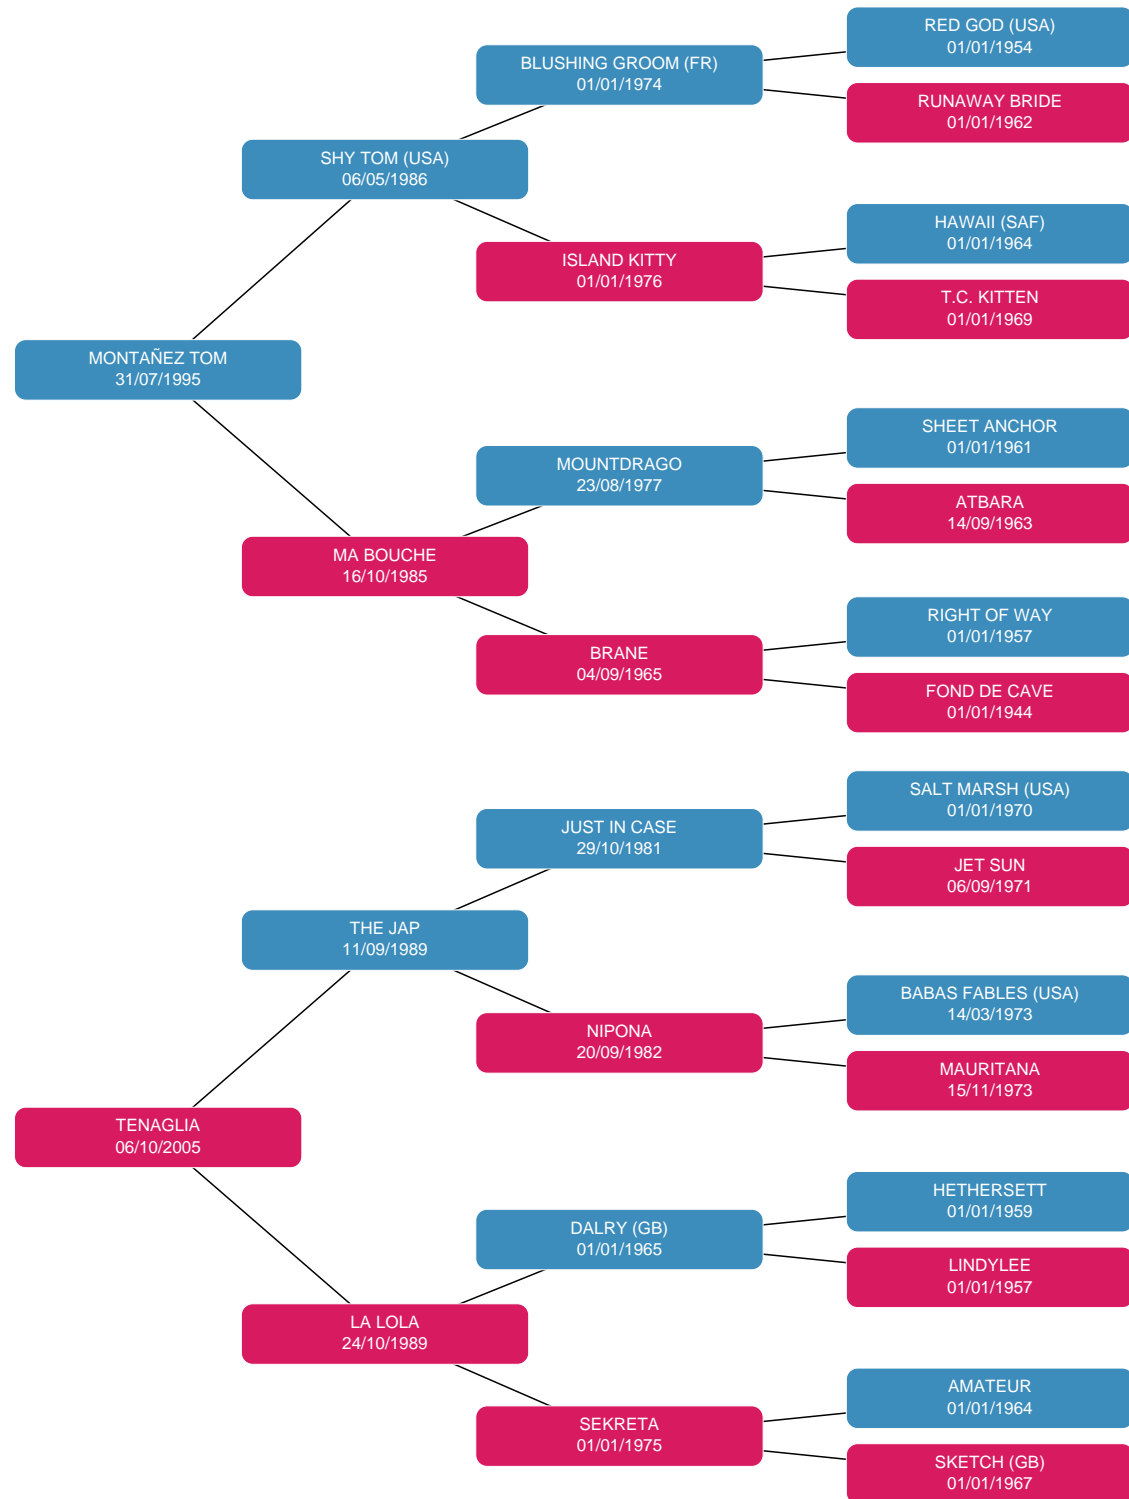 RED GOD (USA)
01/01/1954
BLUSHING GROOM (FR)
01/01/1974
RUNAWAY BRIDE
01/01/1962
SHY TOM (USA)
06/05/1986
HAWAII (SAF)
01/01/1964
ISLAND KITTY
01/01/1976
T.C. KITTEN
01/01/1969
MONTAÑEZ TOM
31/07/1995
SHEET ANCHOR
01/01/1961
MOUNTDRAGO
23/08/1977
ATBARA
14/09/1963
MA BOUCHE
16/10/1985
RIGHT OF WAY
01/01/1957
BRANE
04/09/1965
FOND DE CAVE
01/01/1944
SALT MARSH (USA)
01/01/1970
JUST IN CASE
29/10/1981
JET SUN
06/09/1971
THE JAP
11/09/1989
BABAS FABLES (USA)
14/03/1973
NIPONA
20/09/1982
MAURITANA
15/11/1973
TENAGLIA
06/10/2005
HETHERSETT
01/01/1959
DALRY (GB)
01/01/1965
LINDYLEE
01/01/1957
LA LOLA
24/10/1989
AMATEUR
01/01/1964
SEKRETA
01/01/1975
SKETCH (GB)
01/01/1967